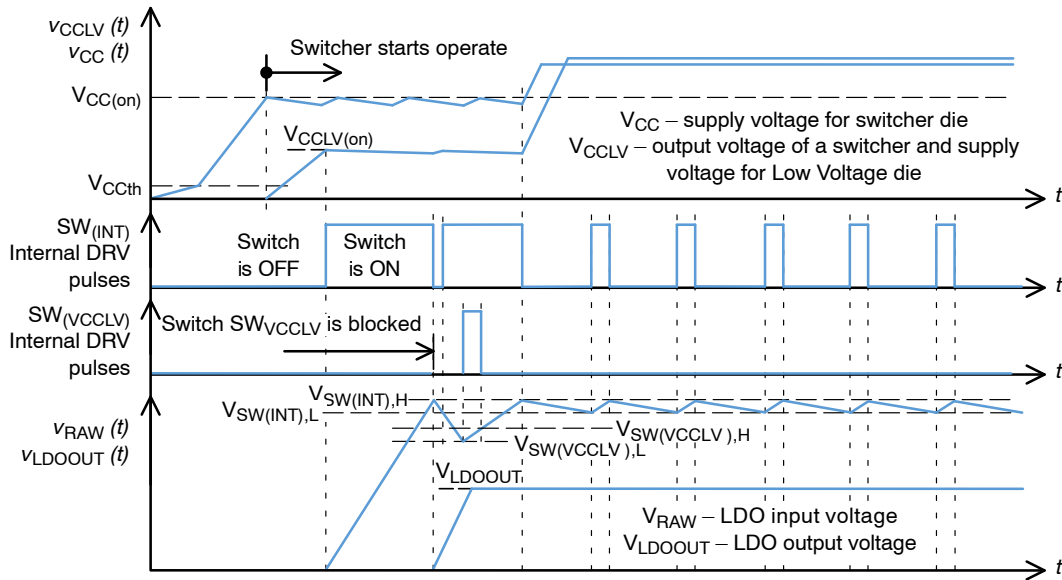 vCCLV (t)
vCC (t)
Switcher starts operate
VCC(on)
VCCLV(on)
VCCth
VCC – supply voltage for switcher die
VCCLV – output voltage of a switcher and supply
voltage for Low Voltage die
t
SW(INT)
Internal DRV
pulses
Switch
is OFF
Switch
is ON
t
SW(VCCLV)
Internal DRV
pulses
Switch SWVCCLV is blocked
t
vRAW (t)
vLDOOUT (t)
VSW(INT),H
VSW(INT),L
VSW(VCCLV),H
VSW(VCCLV),L
VLDOOUT
VRAW – LDO input voltage
VLDOOUT – LDO output voltage
t